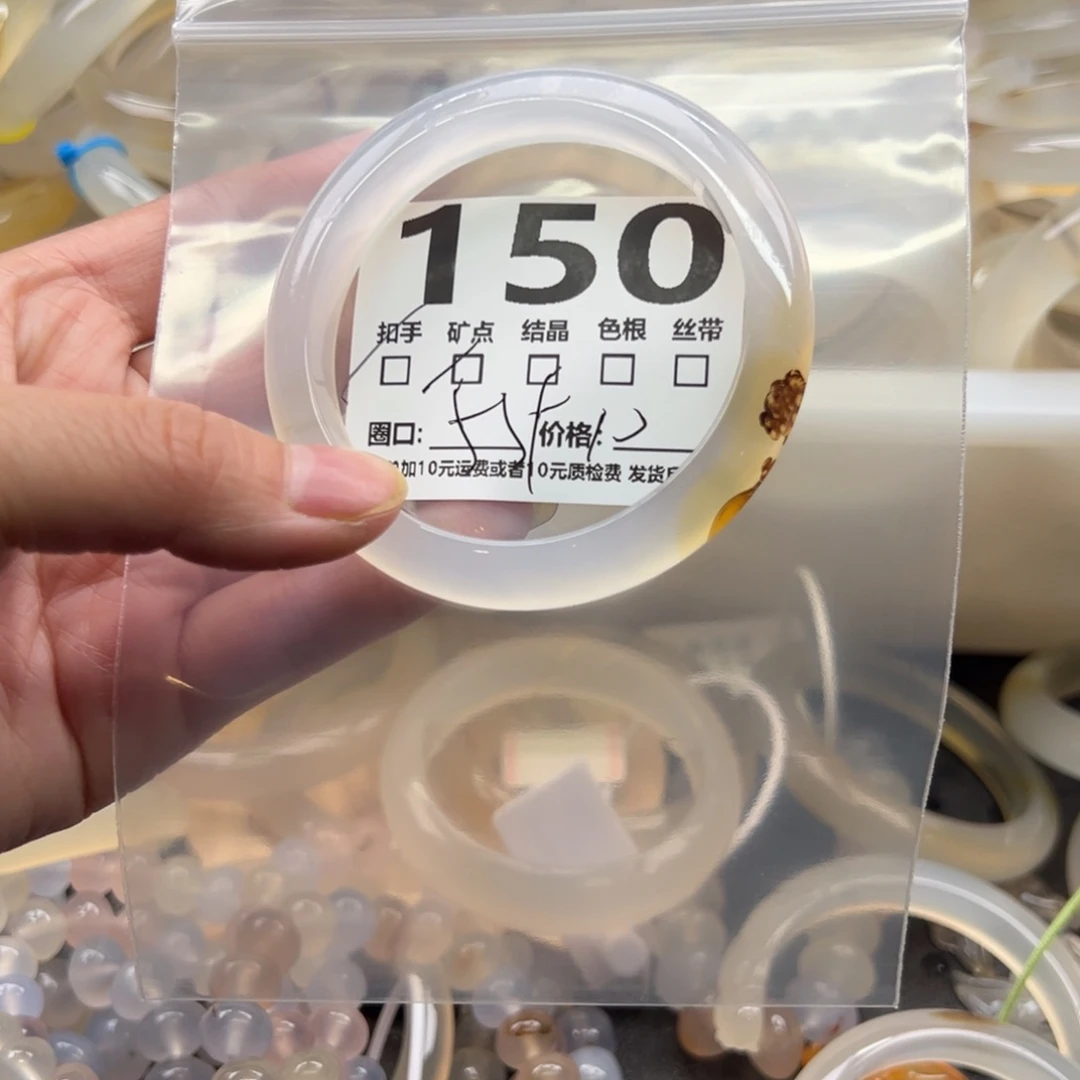 150
扣手 矿点 结晶 色根 丝带
圈口: 价格:
加10元运费或者10元质检费 发货